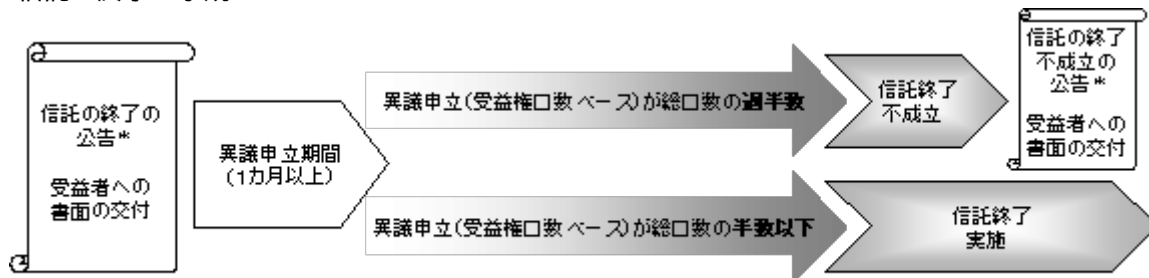 信託の終了の
公告*
受益者への
書面の交付
異議申立期間
(1カ月以上)
異議申立(受益権口数ベース)が総口数の過半数
信託終了
不成立
信託の終了
不成立の
公告*
受益者への
書面の交付
異議申立(受益権口数ベース)が総口数の半数以下
信託終了
実施